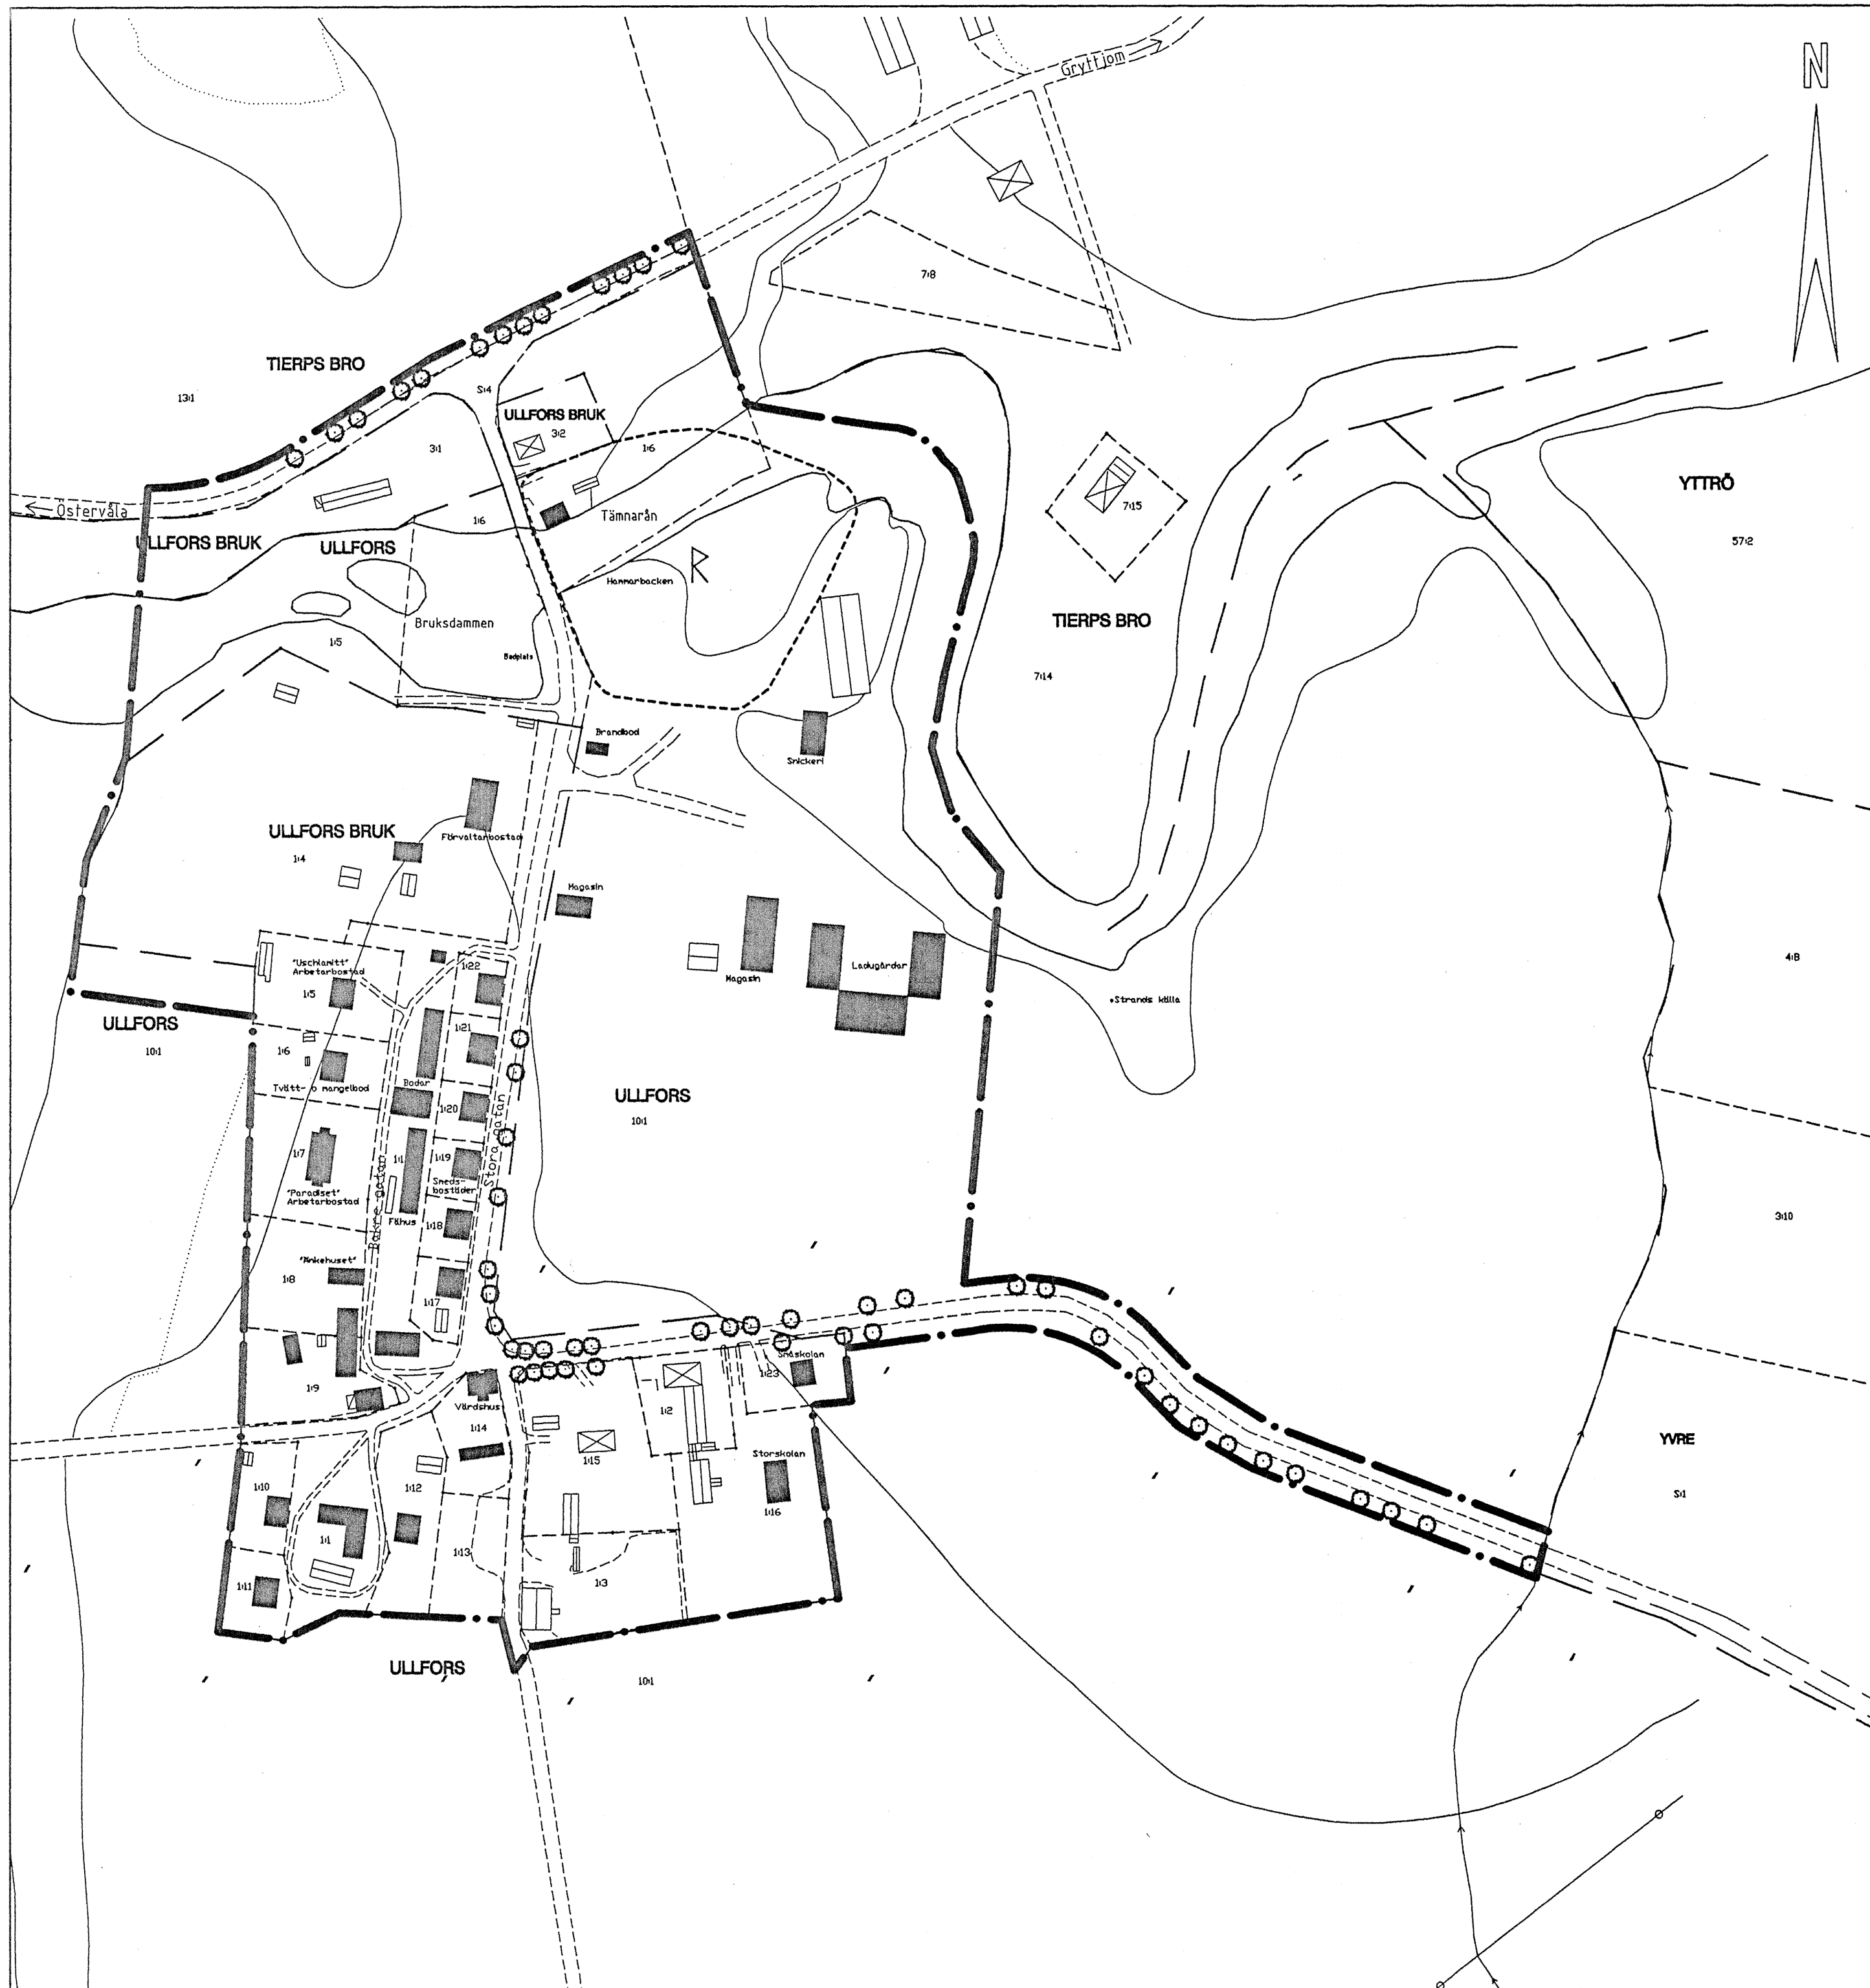 N
Gryttjom
7:8
TIERPS BRO
13:1
S:4
ULLFORS BRUK
3:2
3:1
1:6
YTTRÖ
7:15
57:2
Östervåla
1:6
Tämnarån
ULLFORS BRUK
ULLFORS
R
Hammarbacken
Bruksdammen
TIERPS BRO
1:5
Badplats
7:14
Brandbod
Snickeri
ULLFORS BRUK
Förvaltarbostad
1:4
Magasin
"Uschlamitt"
Arbetarbostad
1:22
Ladugårdar
4:8
Magasin
1:5
Strands källa
ULLFORS
1:21
10:1
1:6
Tvätt- o mangelbod
Bodar
ULLFORS
1:20
10:1
Stora gatan
1:7
1:1
1:19
Smeds-
bostäder
"Paradiset"
Arbetarbostad
3:10
Fähus
1:18
"Änkehuset"
1:8
1:17
Småskolan
1:23
1:9
Värdshus
1:2
1:14
YVRE
Storskolan
1:15
1:10
1:12
S:1
1:16
1:1
1:13
1:11
1:3
ULLFORS
10:1